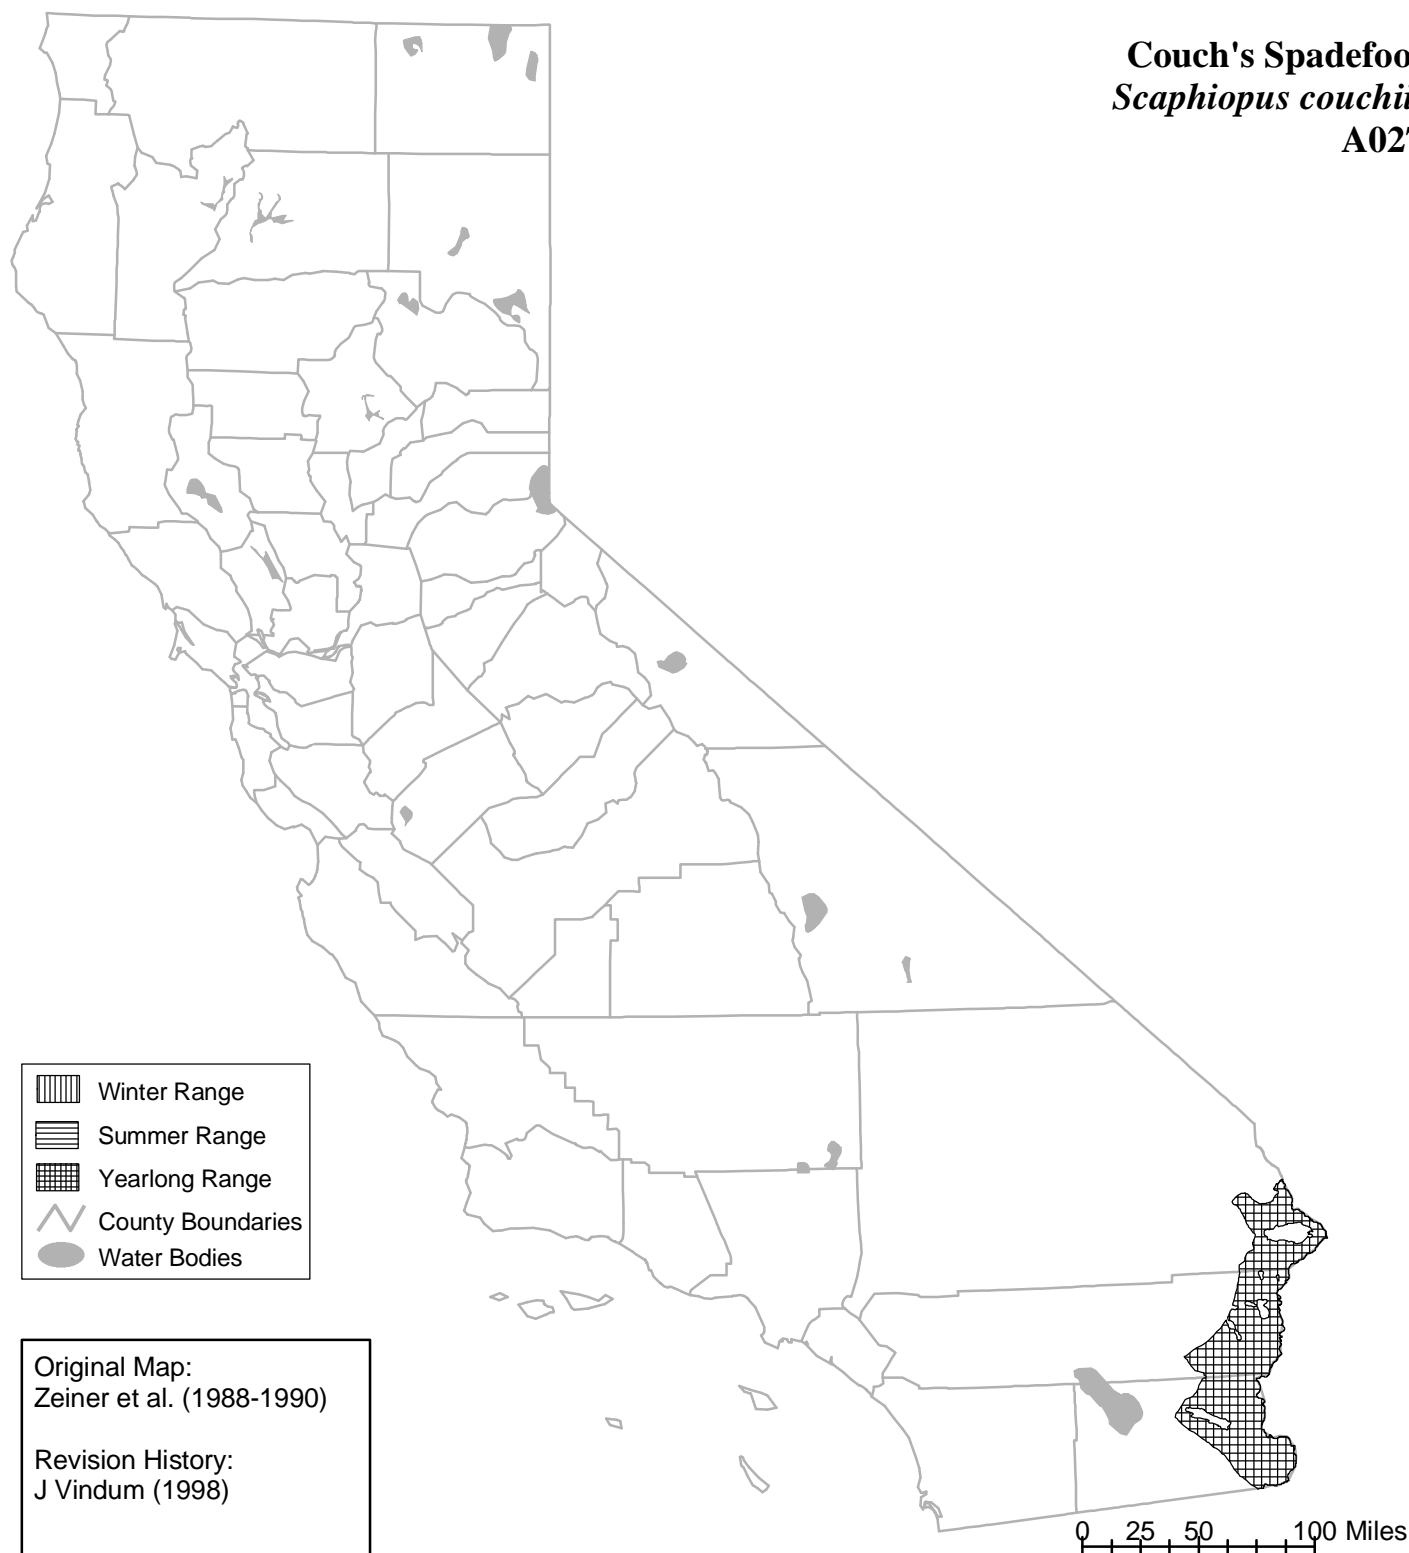 Couch's Spadefoo
Scaphiopus couchii
A027
Winter Range
Summer Range
Yearlong Range
County Boundaries
Water Bodies
Original Map:
Zeiner et al. (1988-1990)
Revision History:
J Vindum (1998)
0 25 50 100 Miles